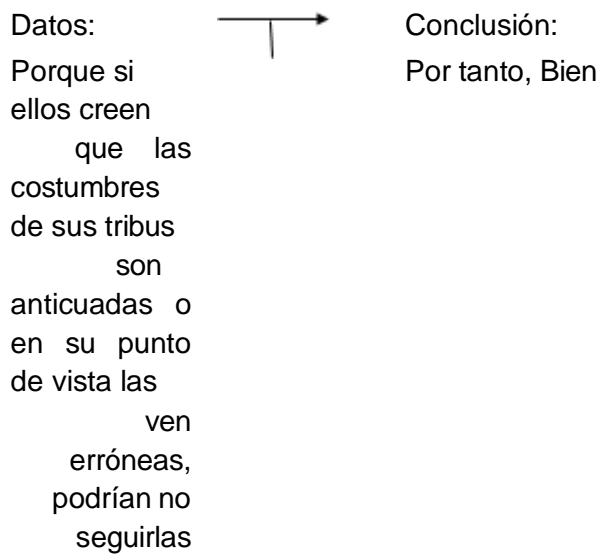 Datos:
Porque si
ellos creen
que las
costumbres
de sus tribus
son
anticuadas o
en su punto
de vista las
ven
erróneas,
podrían no
seguirlas
Conclusión:
Por tanto, Bien